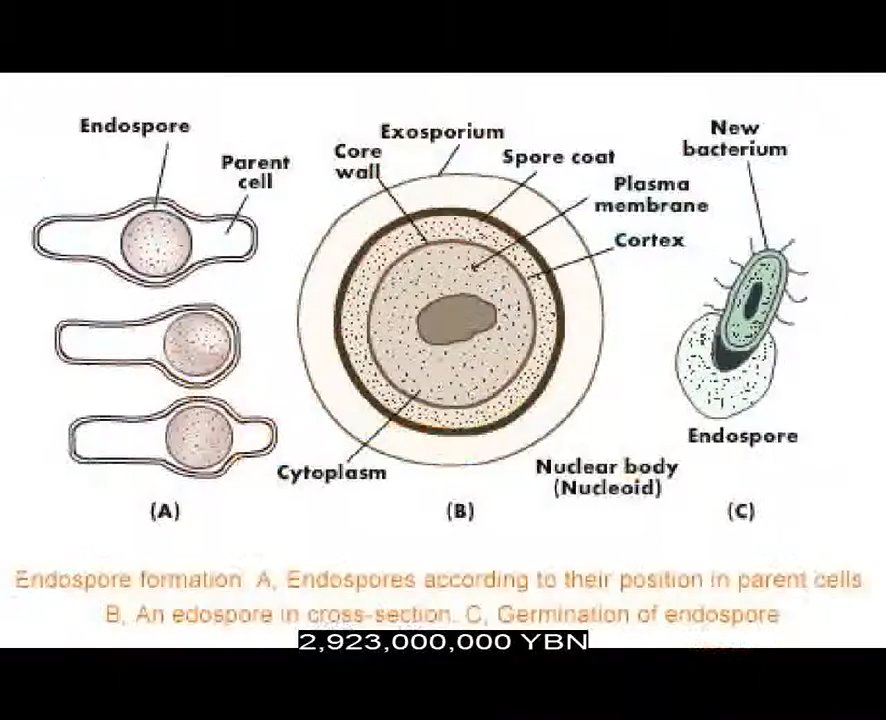 Endospore
Parent
cell
(A)
Exosporium
Core
wall
Spore coat
Plasma
membrane
Cortex
Cytoplasm
Nuclear body
(Nucleoid)
(B)
New
bacterium
Endospore
(C)
Endospore formation. A, Endospores according to their position in parent cells.
B, An edospore in cross-section. C, Germination of endospore
2,923,000,000 YBN